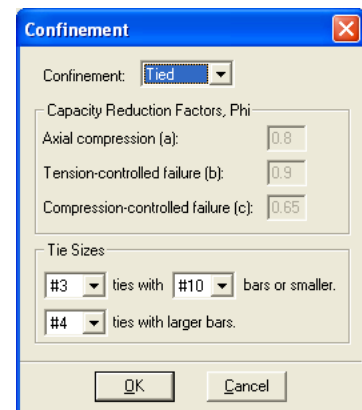 Confinement
Confinement: Tied
Capacity Reduction Factors, Phi
Axial compression (a): 0.8
Tension-controlled failure (b): 0.9
Compression-controlled failure (c): 0.65
Tie Sizes
#3 ties with #10 bars or smaller.
#4 ties with larger bars.
OK Cancel